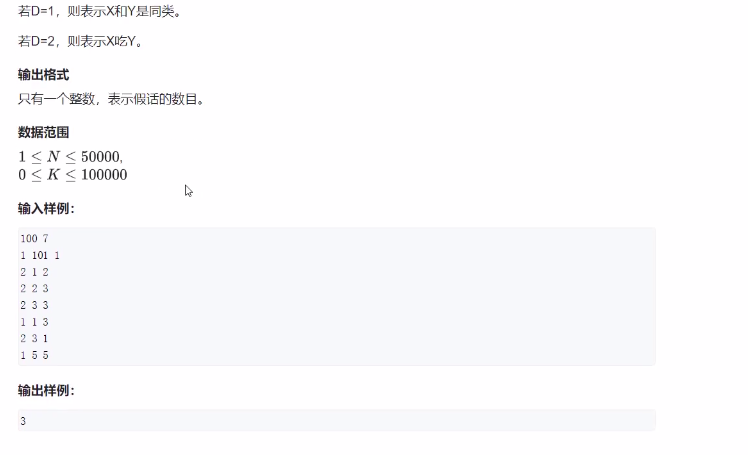 若D=1，则表示X和Y是同类。
若D=2，则表示X吃Y。
输出格式
只有一个整数，表示假话的数目。
数据范围
1 ≤ N ≤ 50000,
0 ≤ K ≤ 100000
输入样例：
100 7
1 101 1
2 1 2
2 2 3
2 3 3
1 1 3
2 3 1
1 5 5
输出样例：
3